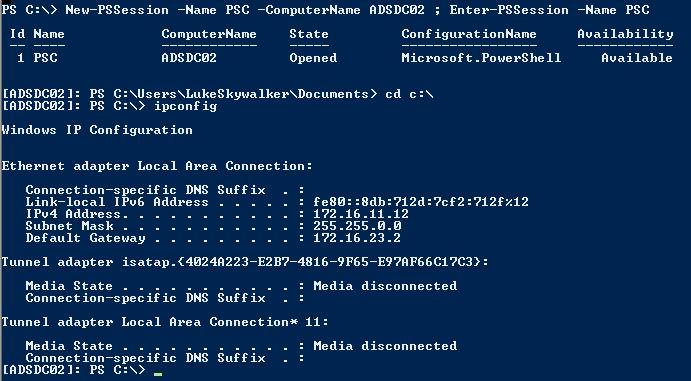 PS C:\> New-PSSession -Name PSC -ComputerName ADSDC02 ; Enter-PSSession -Name PSC
Id Name ComputerName State ConfigurationName Availability
-- ---- ------------ ----- ----------------- ------------
1 PSC ADSDC02 Opened Microsoft.PowerShell Available
[ADSDC02]: PS C:\Users\LukeSkywalker\Documents> cd c:\
[ADSDC02]: PS C:\> ipconfig
Windows IP Configuration
Ethernet adapter Local Area Connection:
Connection-specific DNS Suffix . :
Link-local IPv6 Address . . . . . : fe80::8db:712d:7cf2:712f%12
IPv4 Address. . . . . . . . . . . : 172.16.11.12
Subnet Mask . . . . . . . . . . . : 255.255.0.0
Default Gateway . . . . . . . . . : 172.16.23.2
Tunnel adapter isatap.{4024A223-E2B7-4816-9F65-E97AF66C17C3}:
Media State . . . . . . . . . . . : Media disconnected
Connection-specific DNS Suffix . :
Tunnel adapter Local Area Connection* 11:
Media State . . . . . . . . . . . : Media disconnected
Connection-specific DNS Suffix . :
[ADSDC02]: PS C:\> _